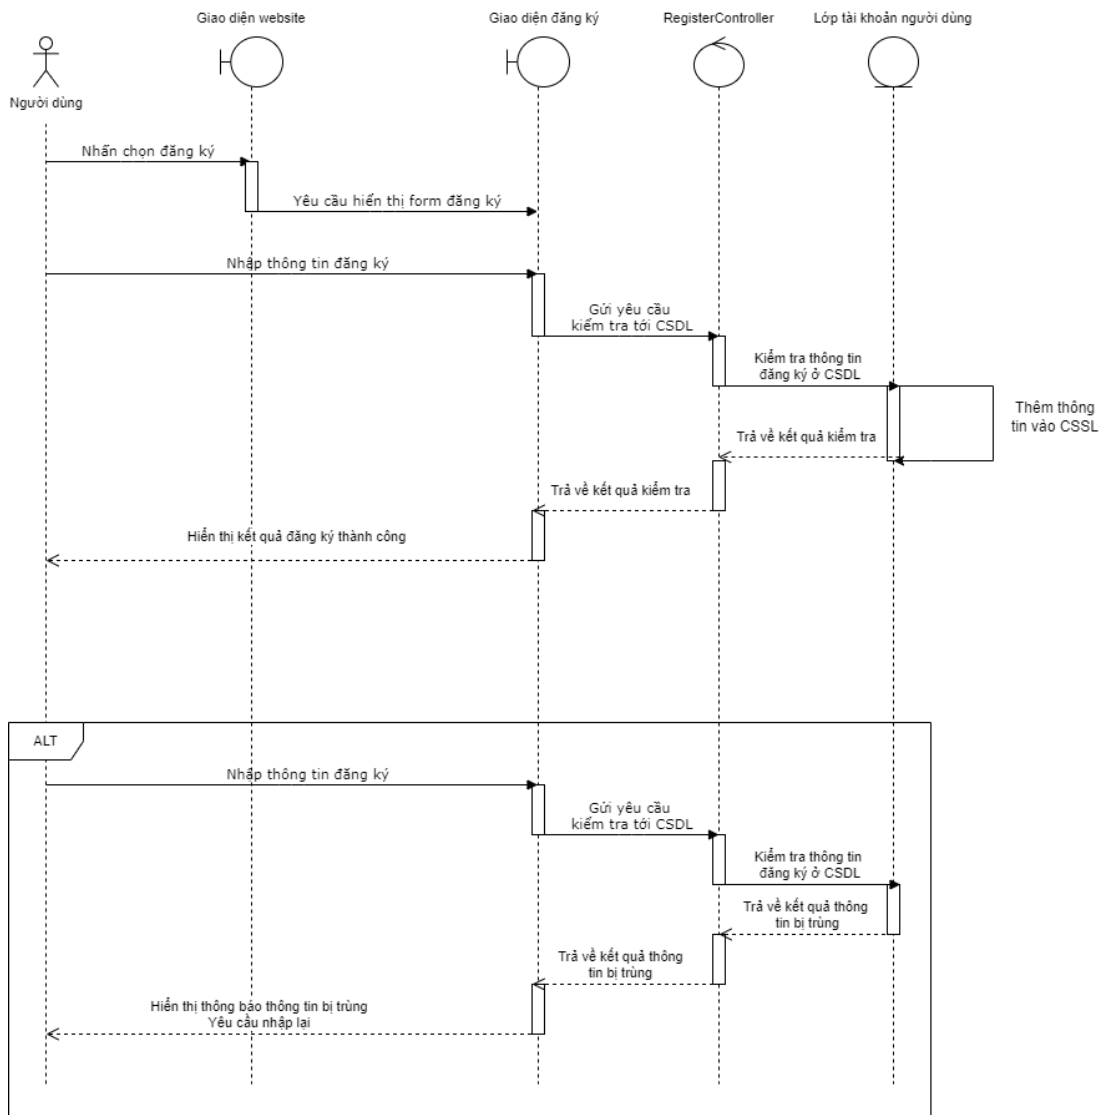 Giao diện website
Giao diện đăng ký
RegisterController
Lớp tài khoản người dùng
Người dùng
Nhấn chọn đăng ký
Yêu cầu hiển thị form đăng ký
Nhập thông tin đăng ký
Gửi yêu cầu
kiểm tra tới CSDL
Kiểm tra thông tin
đăng ký ở CSDL
Thêm thông
tin vào CSSL
Trả về kết quả kiểm tra
Trả về kết quả kiểm tra
Hiển thị kết quả đăng ký thành công
ALT
Nhập thông tin đăng ký
Gửi yêu cầu
kiểm tra tới CSDL
Kiểm tra thông tin
đăng ký ở CSDL
Trả về kết quả thông
tin bị trùng
Trả về kết quả thông
tin bị trùng
Hiển thị thông báo thông tin bị trùng
Yêu cầu nhập lại